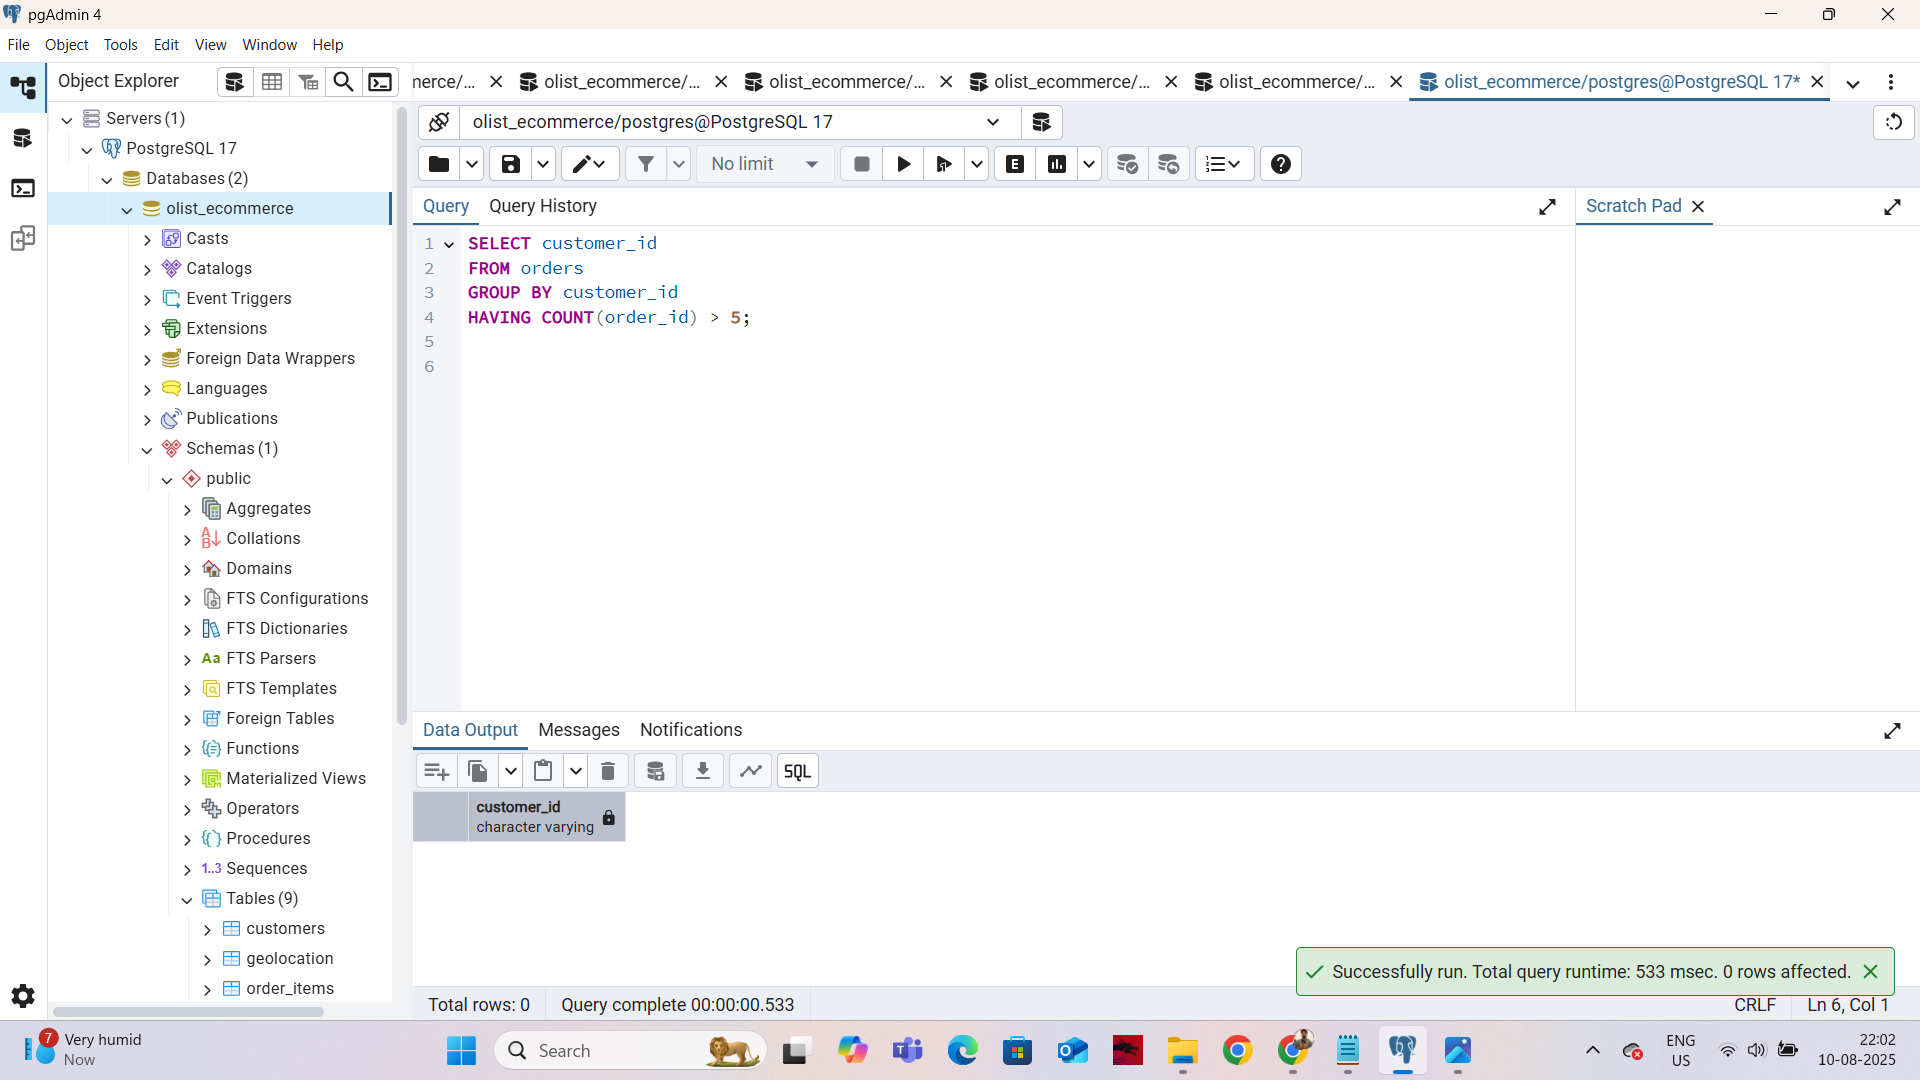 pgAdmin 4
File Object Tools Edit View Window Help
Object Explorer
merce/... olist_ecommerce/... olist_ecommerce/... olist_ecommerce/... olist_ecommerce/... olist_ecommerce/postgres@PostgreSQL 17*
Servers (1)
PostgreSQL 17
Databases (2)
olist_ecommerce
Casts
Catalogs
Event Triggers
Extensions
Foreign Data Wrappers
Languages
Publications
Schemas (1)
public
Aggregates
Collations
Domains
FTS Configurations
FTS Dictionaries
Aa FTS Parsers
FTS Templates
Foreign Tables
Functions
Materialized Views
Operators
Procedures
1..3 Sequences
Tables (9)
customers
geolocation
order_items
olist_ecommerce/postgres@PostgreSQL 17
No limit
E
Query Query History
Scratch Pad
1 SELECT customer_id
2 FROM orders
3 GROUP BY customer_id
4 HAVING COUNT(order_id) > 5;
5
6
Data Output Messages Notifications
SQL
customer_id
character varying
Successfully run. Total query runtime: 533 msec. 0 rows affected.
Total rows: 0 Query complete 00:00:00.533 CRLF Ln 6, Col 1
7
Very humid
Now
Search
ENG
US
22:02
10-08-2025